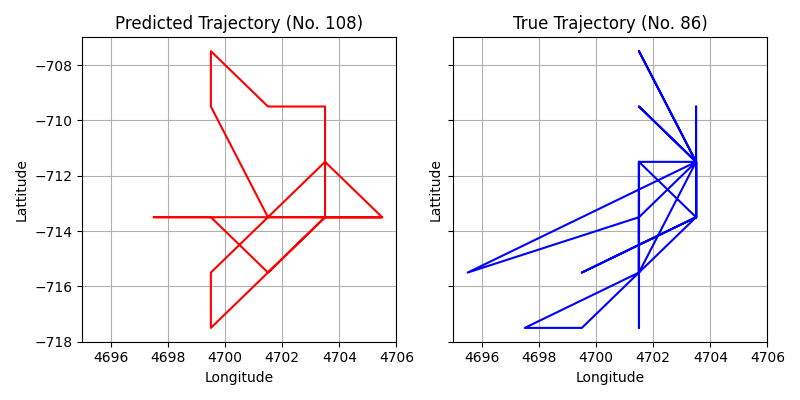 Predicted Trajectory (No. 108)
True Trajectory (No. 86)
−708
−710
−712
−714
−716
−718
Lattitude
Lattitude
4696 4698 4700 4702 4704 4706
4696 4698 4700 4702 4704 4706
Longitude
Longitude